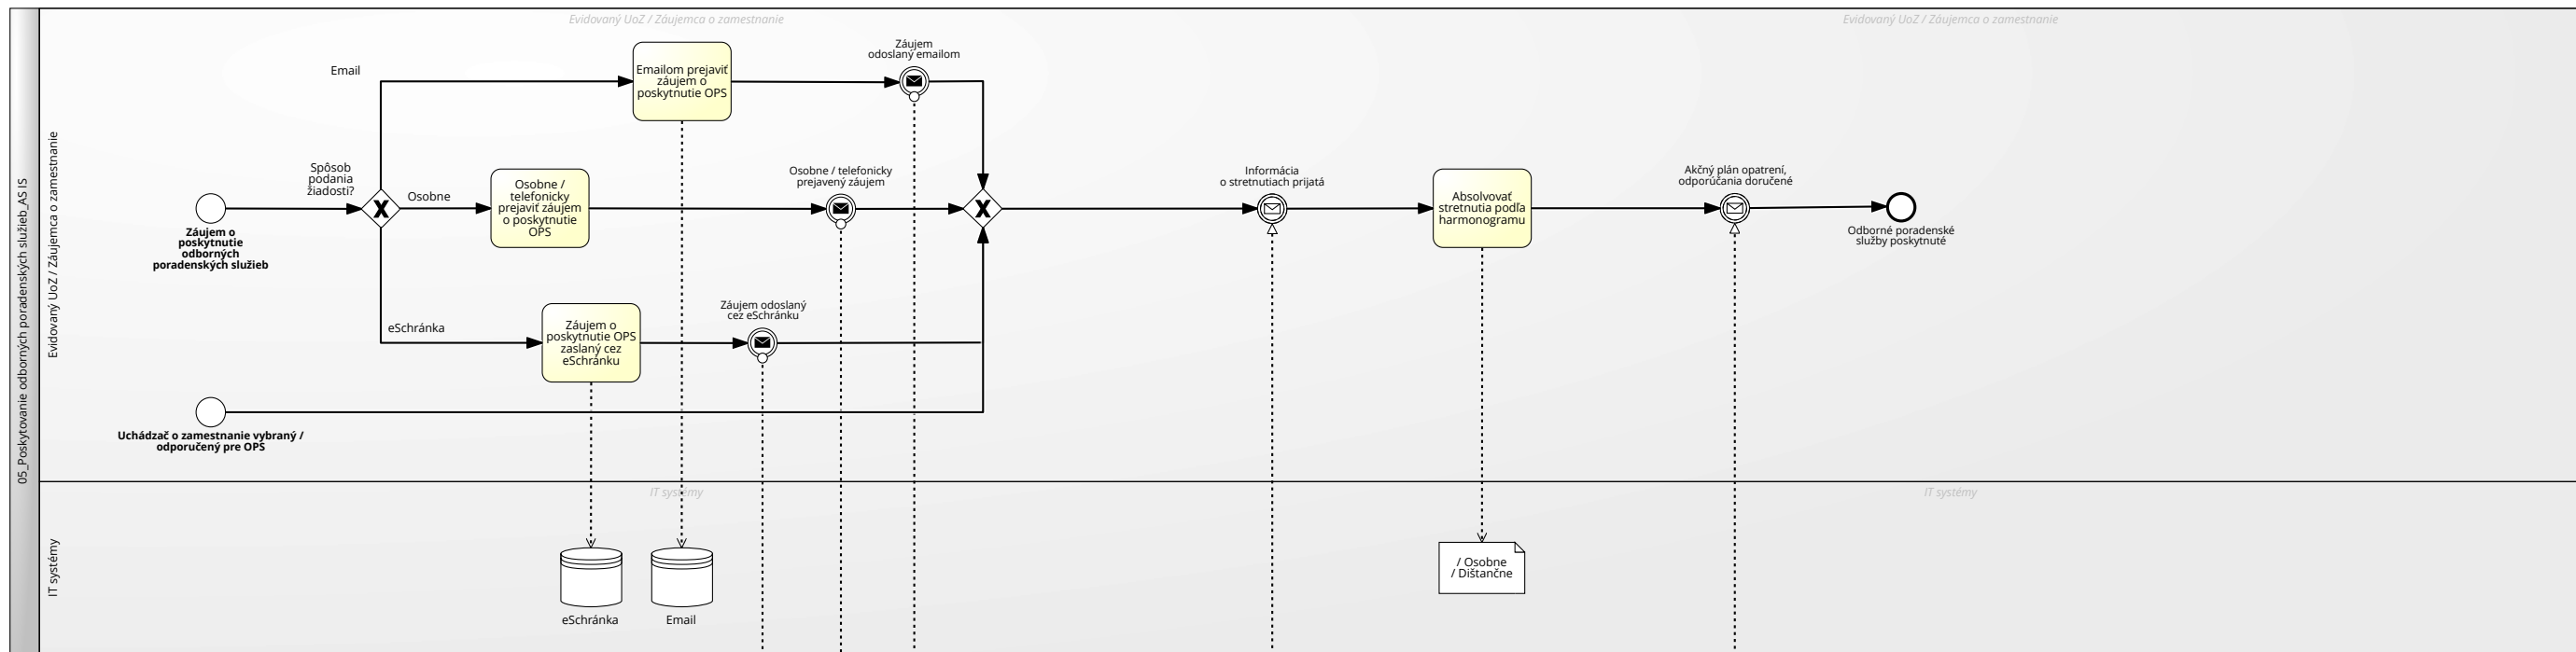 05_Poskytovanie odborných poradenských služieb_AS IS
Evidovaný UoZ / Záujemca o zamestnanie
Evidovaný UoZ / Záujemca o zamestnanie
Evidovaný UoZ / Záujemca o zamestnanie
Email
Emailom prejaviť
záujem o
poskytnutie OPS
Záujem
odoslaný emailom
Spôsob
podania
žiadosti?
Záujem o
poskytnutie
odborných
poradenských služieb
Osobne
Osobne /
telefonicky
prejaviť záujem
o poskytnutie
OPS
Osobne / telefonicky
prejavený záujem
Informácia
o stretnutiach prijatá
Absolvovať
stretnutia podľa
harmonogramu
Akčný plán opatrení,
odporúčania doručené
Odborné poradenské
služby poskytnuté
eSchránka
Záujem o
poskytnutie OPS
zaslaný cez
eSchránku
Záujem odoslaný
cez eSchránku
Uchádzač o zamestnanie vybraný /
odporučený pre OPS
IT systémy
IT systémy
IT systémy
eSchránka
Email
/ Osobne
/ Dištančne